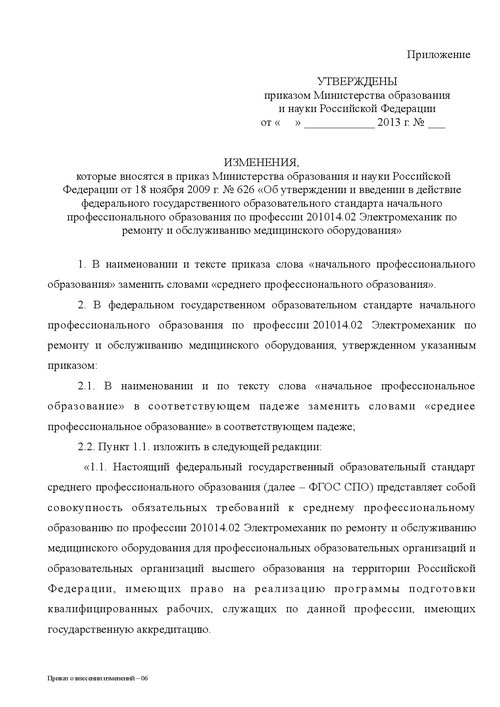 Приложение
УТВЕРЖДЕНЫ
приказом Министерства образования
и науки Российской Федерации
от « » ____________ 2013 г. № ___
ИЗМЕНЕНИЯ,
которые вносятся в приказ Министерства образования и науки Российской
Федерации от 18 ноября 2009 г. № 626 «Об утверждении и введении в действие
федерального государственного образовательного стандарта начального
профессионального образования по профессии 201014.02 Электромеханик по
ремонту и обслуживанию медицинского оборудования»
1. В наименовании и тексте приказа слова «начального профессионального
образования» заменить словами «среднего профессионального образования».
2. В федеральном государственном образовательном стандарте начального
профессионального образования по профессии 201014.02 Электромеханик по
ремонту и обслуживанию медицинского оборудования, утвержденном указанным
приказом:
2.1. В наименовании и по тексту слова «начальное профессиональное
образование» в соответствующем падеже заменить словами «среднее
профессиональное образование» в соответствующем падеже;
2.2. Пункт 1.1. изложить в следующей редакции:
«1.1. Настоящий федеральный государственный образовательный стандарт
среднего профессионального образования (далее – ФГОС СПО) представляет собой
совокупность обязательных требований к среднему профессиональному
образованию по профессии 201014.02 Электромеханик по ремонту и обслуживанию
медицинского оборудования для профессиональных образовательных организаций и
образовательных организаций высшего образования на территории Российской
Федерации, имеющих право на реализацию программы подготовки
квалифицированных рабочих, служащих по данной профессии, имеющих
государственную аккредитацию.
Приказ о внесении изменений – 06